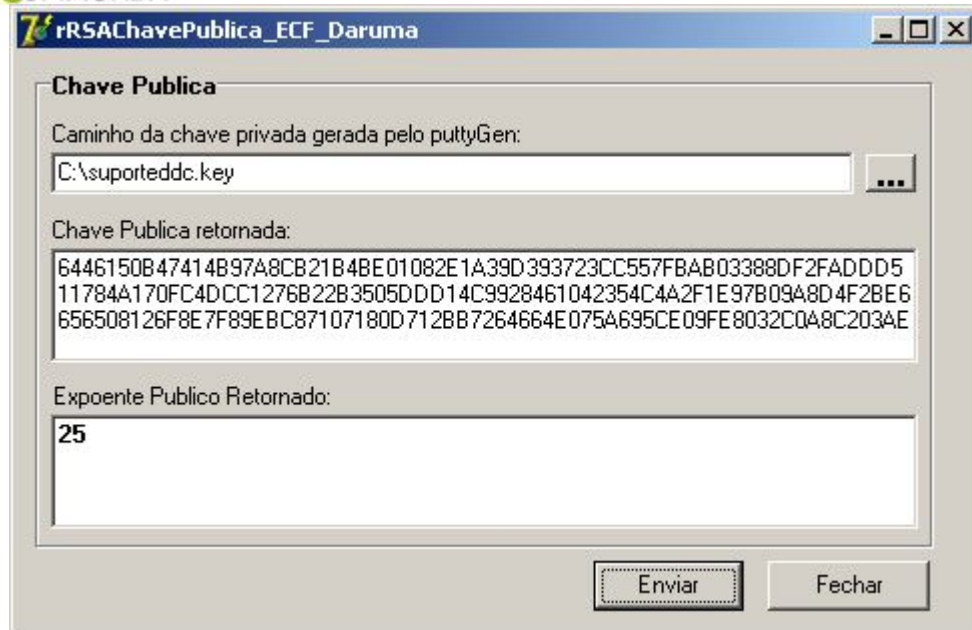 rRSAChavePublica_ECF_Daruma
Chave Publica
Caminho da chave privada gerada pelo puttyGen:
C:\suporteddc.key
...
Chave Publica retornada:
6446150B47414B97A8CB21B4BE01082E1A39D393723CC557FBAB03388DF2FADDD5
11784A170FC4DCC1276B22B3505DDD14C9928461042354C4A2F1E97B09A8D4F2BE6
656508126F8E7F89EBC87107180D712BB7264664E075A695CE09FE8032C0A8C203AE
Expoente Publico Retornado:
25
Enviar
Fechar